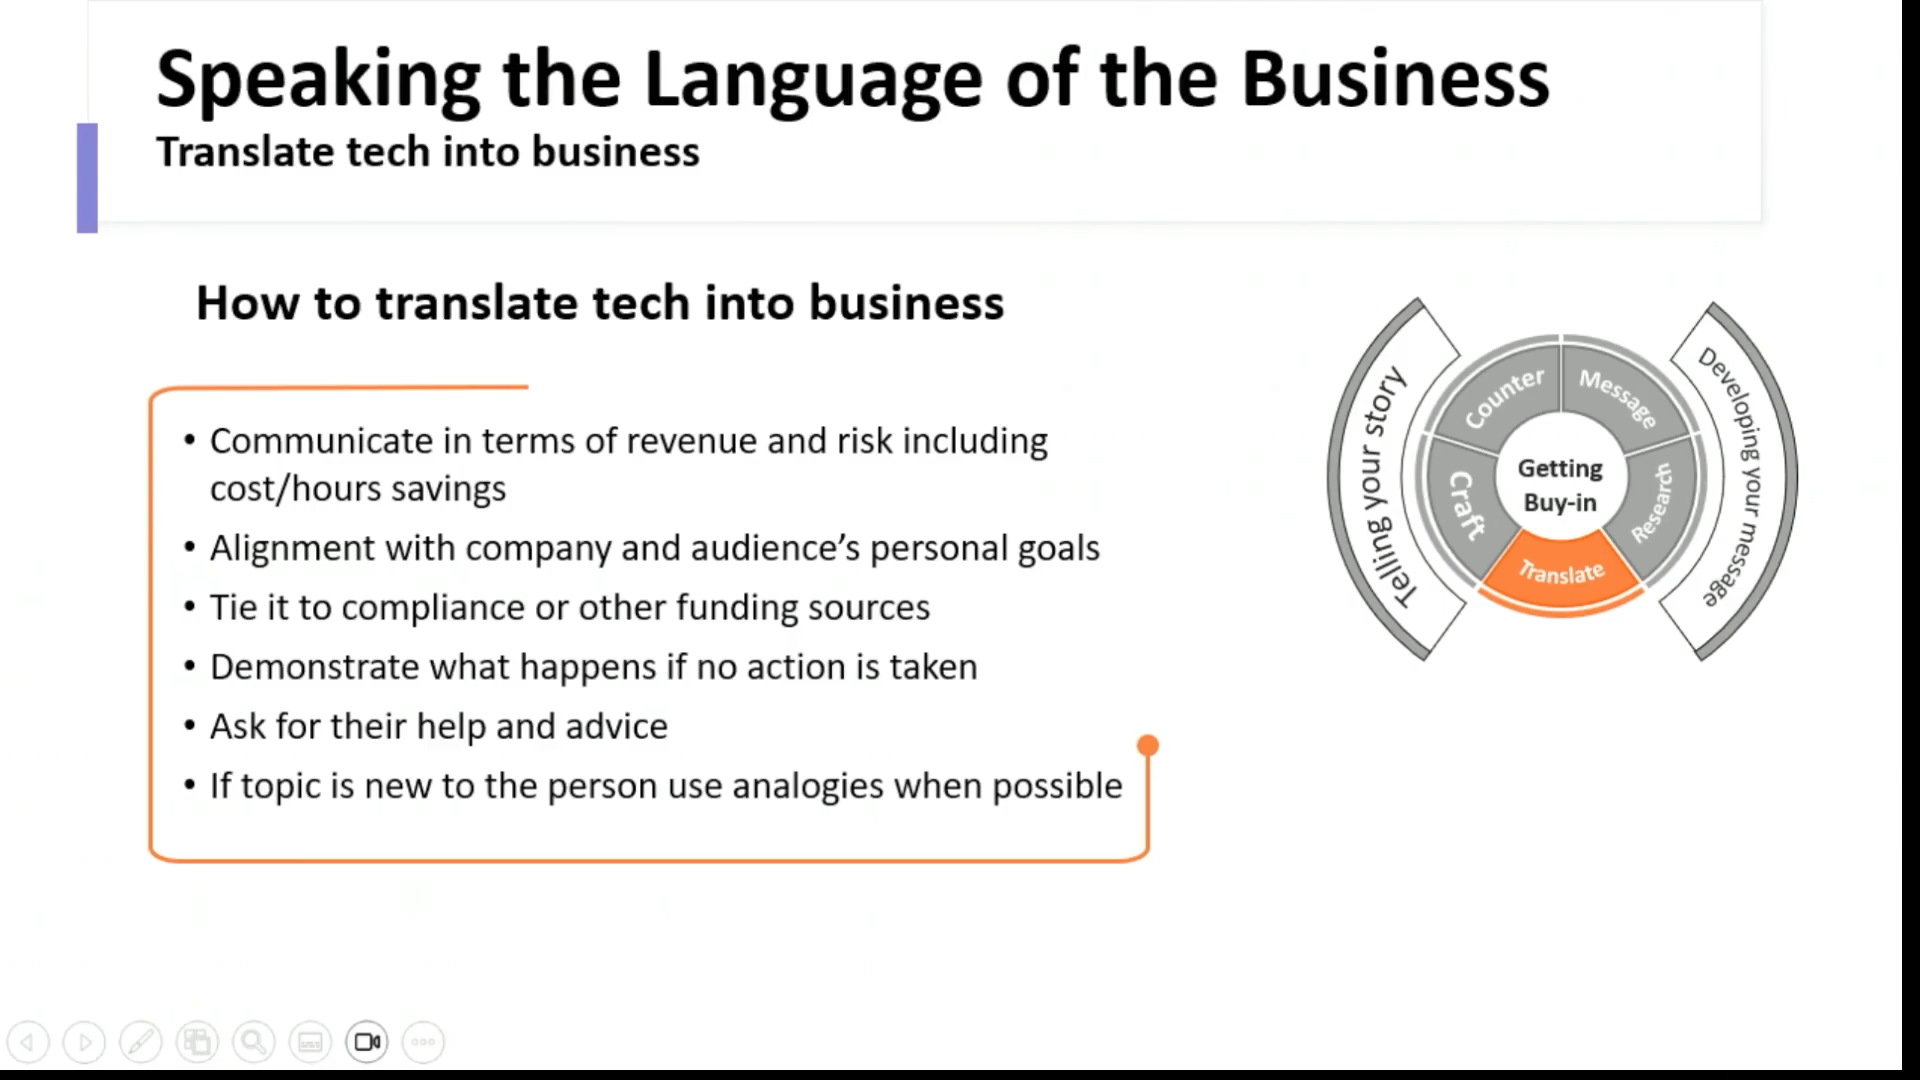 Speaking the Language of the Business
Translate tech into business
How to translate tech into business
• Communicate in terms of revenue and risk including
cost/hours savings
• Alignment with company and audience’s personal goals
• Tie it to compliance or other funding sources
• Demonstrate what happens if no action is taken
• Ask for their help and advice
• If topic is new to the person use analogies when possible
Telling your story
Counter
Message
Developing your message
Craft
Getting
Buy-in
Research
Translate